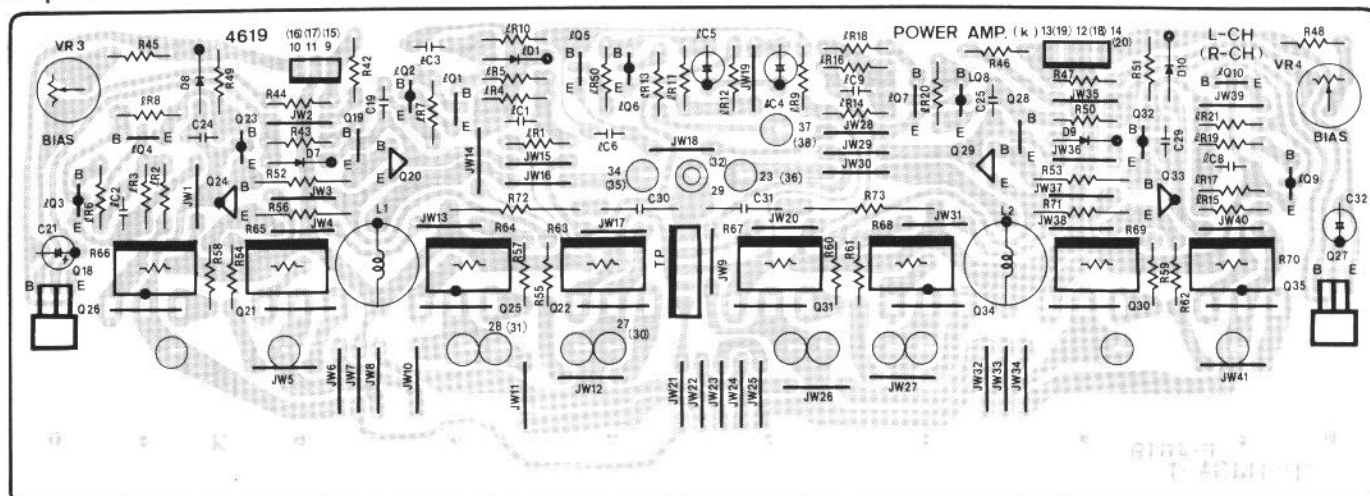 VR3 R45 4619 (16) (17) (15) ℓR10 ℓQ5 ℓC5 ℓR18 POWER AMP. (k) 13(19) 12(18) 14 (20) L-CH R48
10 11 9 R42 ℓC3 ℓD1 B ℓR16 R46 R51 D10 (R-CH) VR4
D8 R49 ℓQ2 ℓQ1 ℓR5 ℓR50 B ℓR13 ℓR11 JW19 ℓC9 LQ8 R47 ℓQ10
R44 B B ℓR4 E ℓQ6 ℓR12 ℓC4 ℓR9 ℓR14 ℓQ7 ℓR20 B C25 Q28 JW35 B JW39
ℓR8 JW2 C19 ℓR7 ℓC1 R50 ℓR21
BIAS C24 Q23 R43 Q19 E ℓR1 ℓC6 37 JW28 E D9 Q32 C29 ℓR19 BIAS
B ℓQ4 E B D7 B JW14 JW15 JW18 (38) JW29 JW36 B ℓC8
ℓQ3 ℓR6 ℓC2 ℓR3 ℓR2 JW1 Q24 E R52 E Q20 JW16 34 (32) 23 (36) JW30 Q29 E R53 E Q33 ℓR17 B ℓQ9
B JW3 (35) 29 JW37 ℓR15 E C32
C21 E R56 L1 R72 C30 C31 R73 L2 R71 JW40
R66 R58 R54 R65 JW4 JW13 R64 R57 R63 JW17 TP JW9 R67 JW20 R60 R61 R68 JW31 JW38 R69 R59 R62 R70
Q18 R55 Q27
B E Q26 Q21 Q25 Q22 Q31 Q34 Q30 Q35 B E
28 (31) 27 (30)
JW5 JW6 JW7 JW8 JW10 JW11 JW12 JW21 JW22 JW23 JW24 JW25 JW26 JW27 JW32 JW33 JW34 JW41